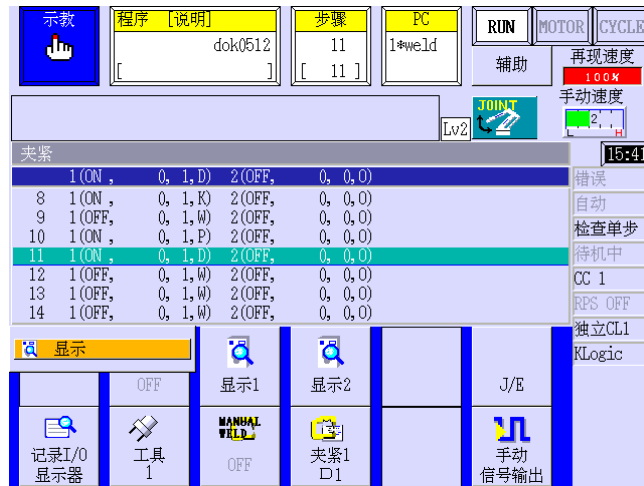 示教
程序 [说明]
dok0512
[ ]
步骤
11
[ 11 ]
PC
1*weld
RUN
MOTOR
CYCLE
辅助
再现速度
100%
手动速度
2
L H
Lv2
JOINT
夹紧
15:41
1(ON , 0, 1,D) 2(OFF, 0, 0,O)
8 1(ON , 0, 1,K) 2(OFF, 0, 0,O)
9 1(OFF, 0, 1,W) 2(OFF, 0, 0,O)
10 1(ON , 0, 1,P) 2(OFF, 0, 0,O)
11 1(ON , 0, 1,D) 2(OFF, 0, 0,O)
12 1(OFF, 0, 1,W) 2(OFF, 0, 0,O)
13 1(OFF, 0, 1,W) 2(OFF, 0, 0,O)
14 1(OFF, 0, 1,W) 2(OFF, 0, 0,O)
错误
自动
检查单步
待机中
CC 1
RPS OFF
独立CL1
KLogic
显示
OFF
显示1
显示2
J/E
记录I/O
显示器
工具
1
MANUAL
WELD
OFF
夹紧1
D1
手动
信号输出